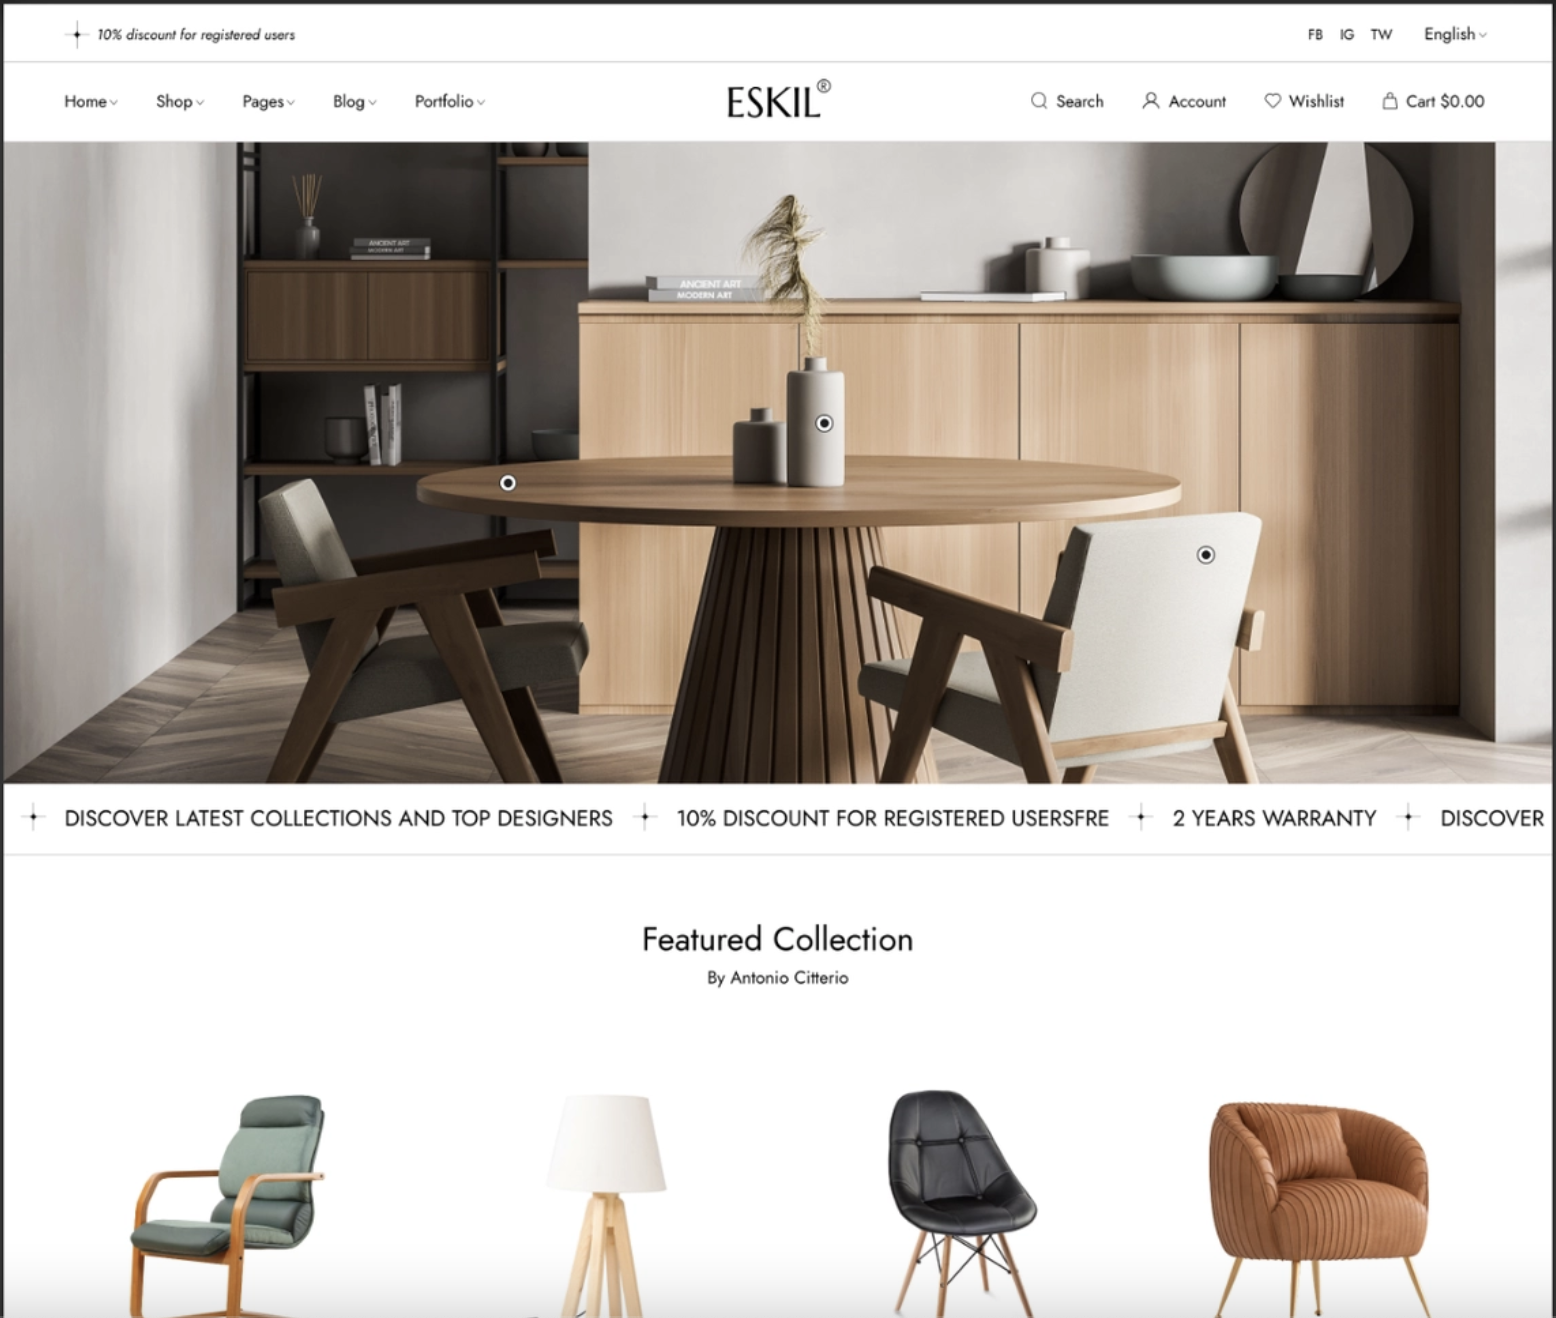 10% discount for registered users
FB IG TW English
Home Shop Pages Blog Portfolio
ESKIL®
Search Account Wishlist Cart $0.00
ANCIENT ART
MODERN ART
ANCIENT ART
MODERN ART
DISCOVER LATEST COLLECTIONS AND TOP DESIGNERS 10% DISCOUNT FOR REGISTERED USERSFRE 2 YEARS WARRANTY DISCOVER
Featured Collection
By Antonio Citterio